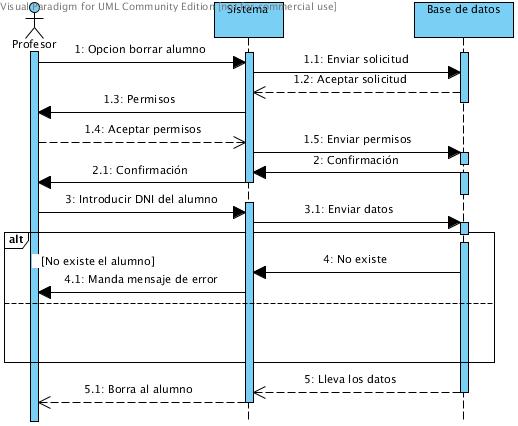 Visual Paradigm for UML Community Edition [not for commercial use]
Profesor
Sistema
Base de datos
1: Opcion borrar alumno
1.1: Enviar solicitud
1.2: Aceptar solicitud
1.3: Permisos
1.4: Aceptar permisos
1.5: Enviar permisos
2: Confirmación
2.1: Confirmación
3: Introducir DNI del alumno
3.1: Enviar datos
alt
[No existe el alumno]
4: No existe
4.1: Manda mensaje de error
5: Lleva los datos
5.1: Borra al alumno